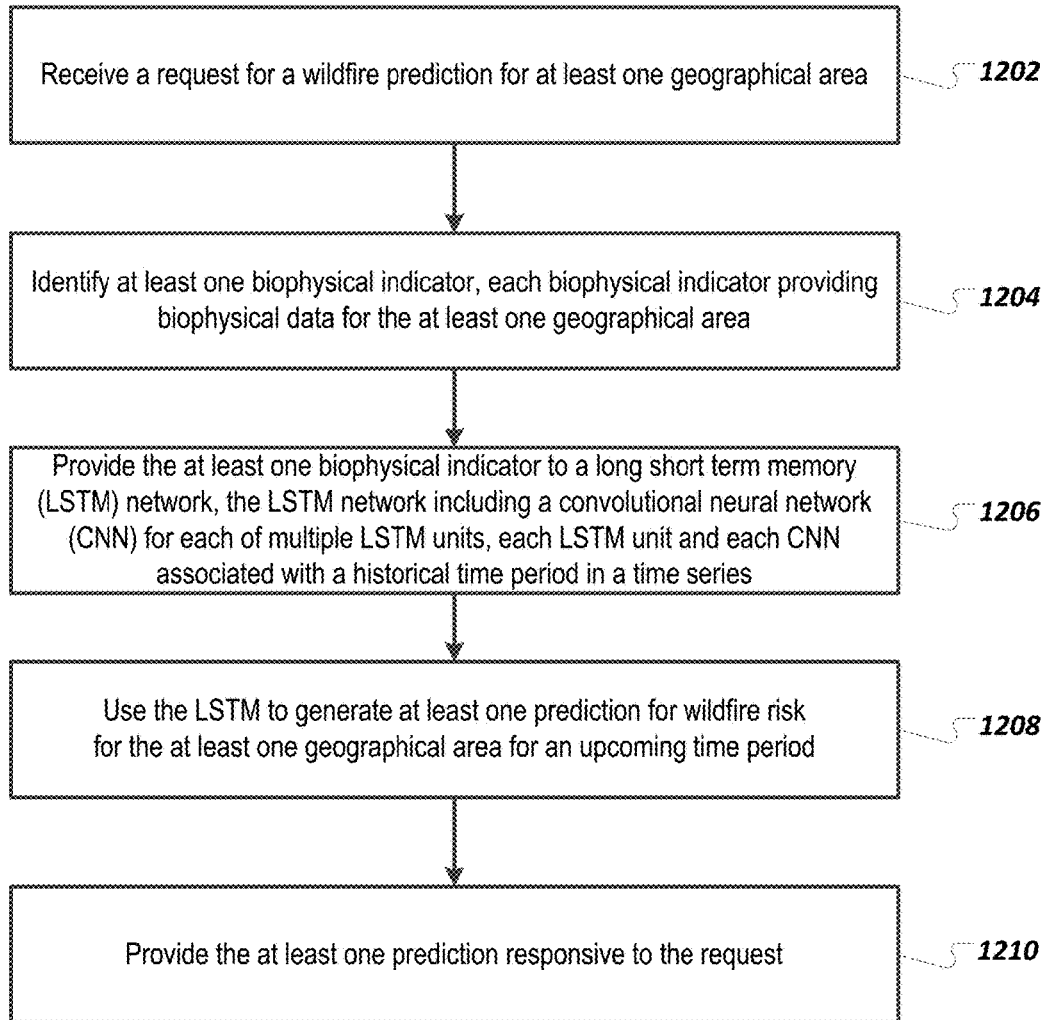 Receive a request for a wildfire prediction for at least one geographical area
1202
Identify at least one biophysical indicator, each biophysical indicator providing
biophysical data for the at least one geographical area
1204
Provide the at least one biophysical indicator to a long short term memory
(LSTM) network, the LSTM network including a convolutional neural network
(CNN) for each of multiple LSTM units, each LSTM unit and each CNN
associated with a historical time period in a time series
1206
Use the LSTM to generate at least one prediction for wildfire risk
for the at least one geographical area for an upcoming time period
1208
Provide the at least one prediction responsive to the request
1210